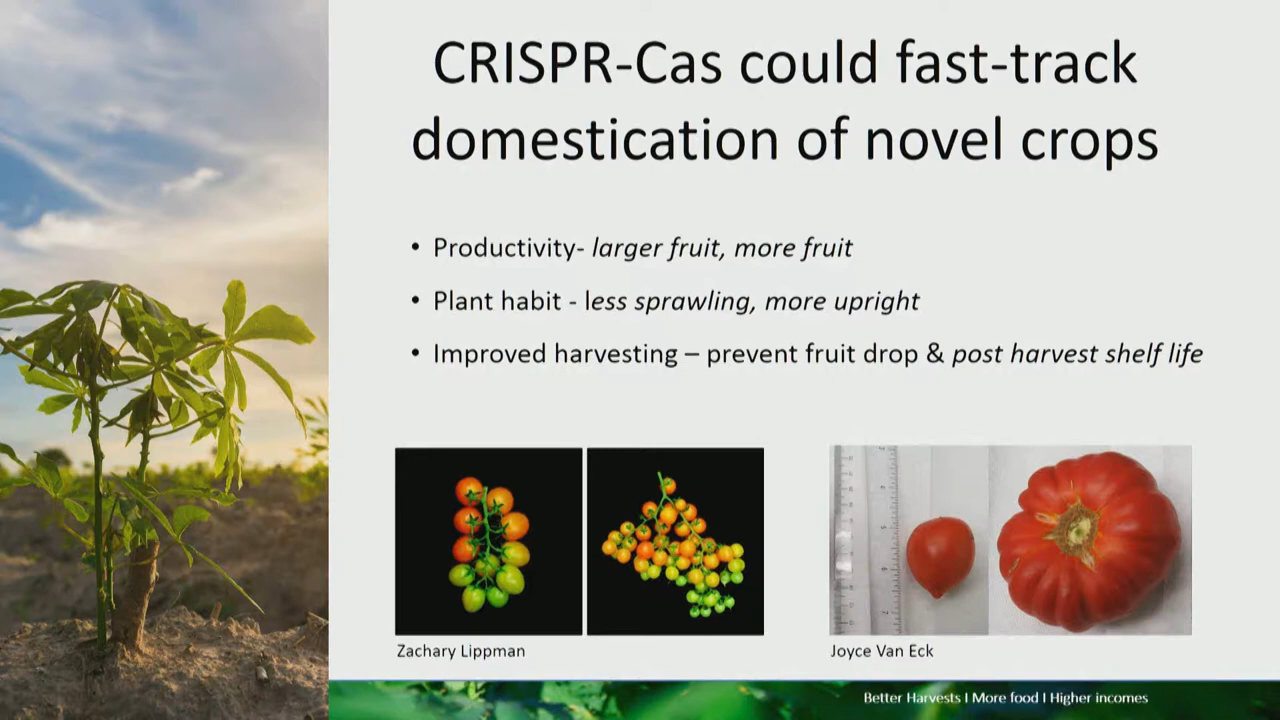 CRISPR-Cas could fast-track
domestication of novel crops
• Productivity- larger fruit, more fruit
• Plant habit - less sprawling, more upright
• Improved harvesting – prevent fruit drop & post harvest shelf life
Zachary Lippman
Joyce Van Eck
Better Harvests I More food I Higher incomes